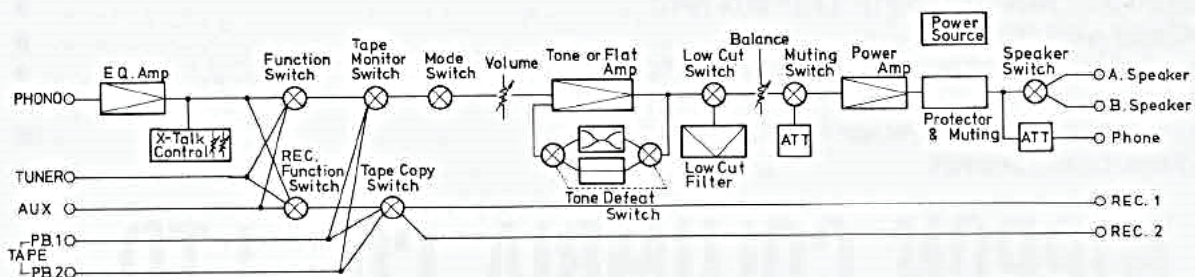 Power
Source
Function
Switch
Tape
Monitor
Switch
Mode
Switch
Volume
Tone or Flat
Amp
Low Cut
Switch
Balance
Muting
Switch
Power
Amp
Speaker
Switch
EQ. Amp
PHONO
A. Speaker
B. Speaker
X-Talk
Control
Protector
& Muting
ATT
ATT
Phone
Low Cut
Filter
TUNER
REC.
Function
Switch
Tape Copy
Switch
Tone Defeat
Switch
AUX
REC. 1
TAPE
PB.1
REC. 2
PB.2